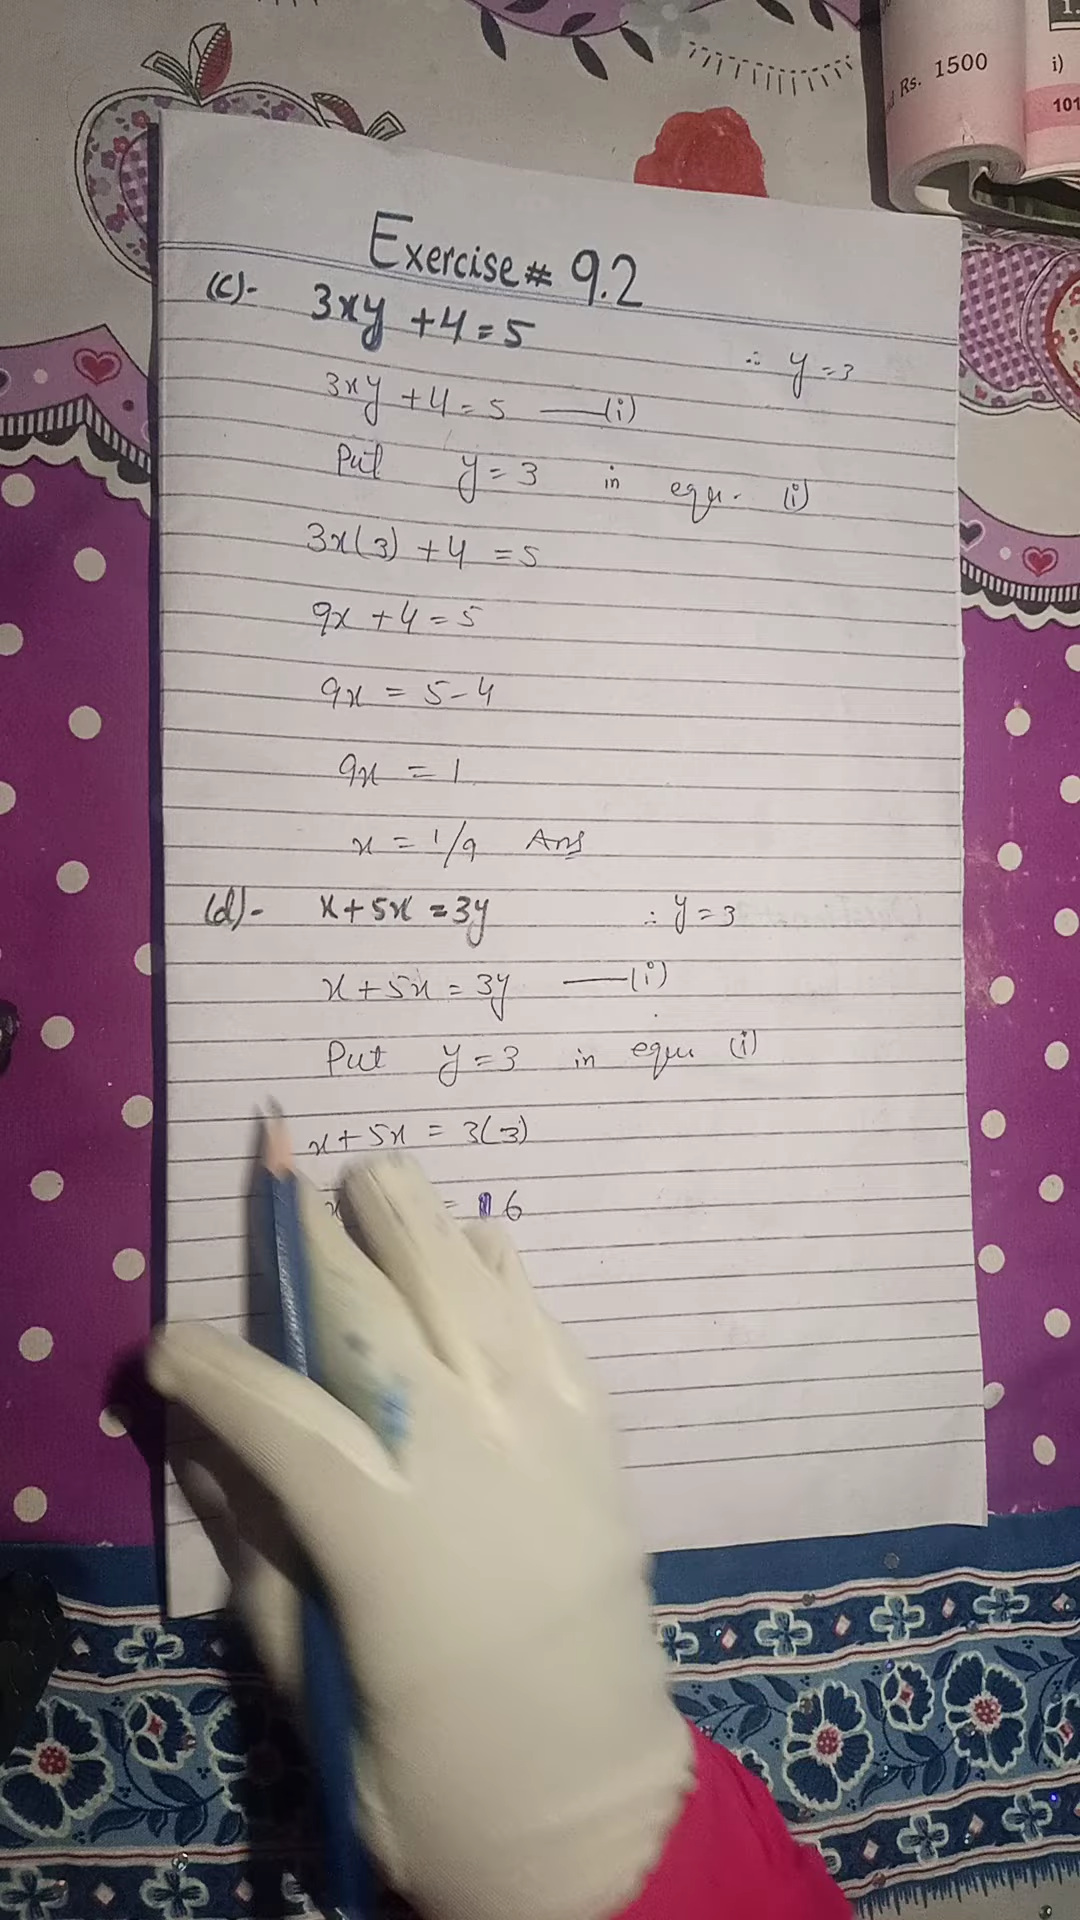 Rs. 1500
i)
101
Exercise # 9.2
(c)- 3xy + 4 = 5
∴ y = 3
3xy + 4 = 5 —(i)
Put y = 3 in equ. (i)
3x(3) + 4 = 5
9x + 4 = 5
9x = 5 - 4
9x = 1
x = 1/9 Ans
(d)- x + 5x = 3y ∴ y = 3
x + 5x = 3y —(i)
Put y = 3 in equ (i)
x + 5x = 3(3)
= 6